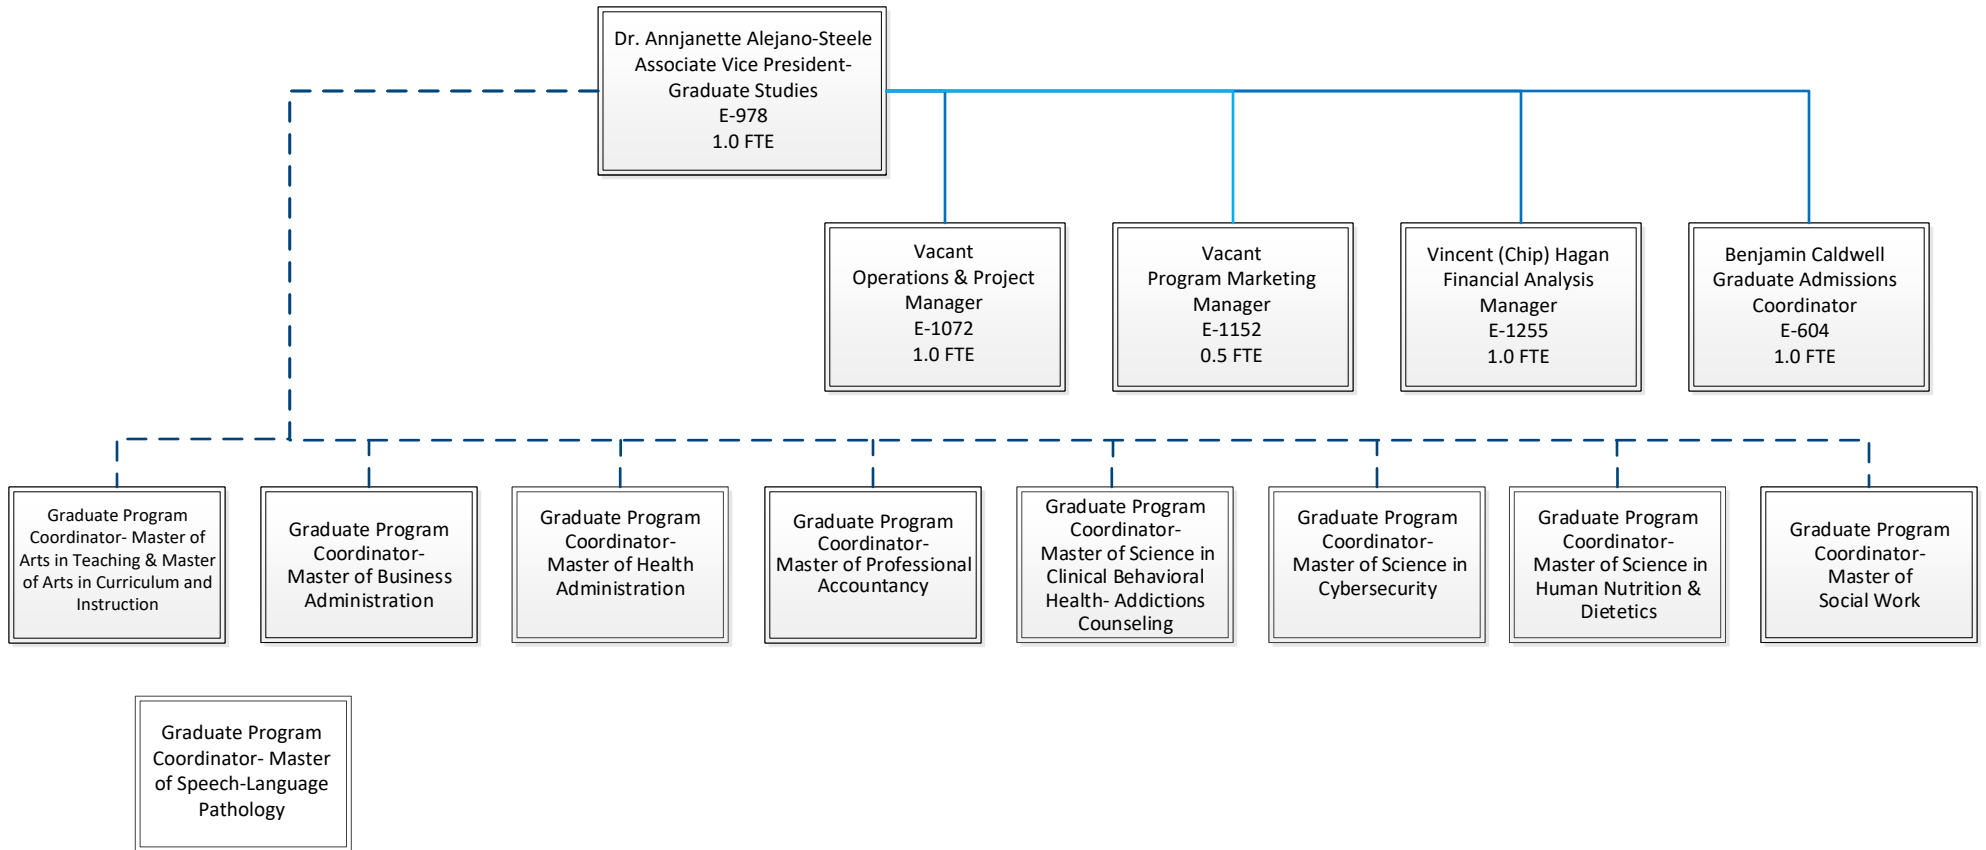 Dr. Annjanette Alejano-Steele
Associate Vice President-
Graduate Studies
E-978
1.0 FTE
Vacant
Operations & Project
Manager
E-1072
1.0 FTE
Vacant
Program Marketing
Manager
E-1152
0.5 FTE
Vincent (Chip) Hagan
Financial Analysis
Manager
E-1255
1.0 FTE
Benjamin Caldwell
Graduate Admissions
Coordinator
E-604
1.0 FTE
Graduate Program
Coordinator- Master of
Arts in Teaching & Master
of Arts in Curriculum and
Instruction
Graduate Program
Coordinator-
Master of Business
Administration
Graduate Program
Coordinator-
Master of Health
Administration
Graduate Program
Coordinator-
Master of Professional
Accountancy
Graduate Program
Coordinator-
Master of Science in
Clinical Behavioral
Health- Addictions
Counseling
Graduate Program
Coordinator-
Master of Science in
Cybersecurity
Graduate Program
Coordinator-
Master of Science in
Human Nutrition &
Dietetics
Graduate Program
Coordinator-
Master of
Social Work
Graduate Program
Coordinator- Master
of Speech-Language
Pathology